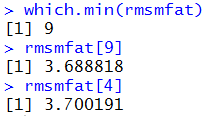 > which.min(rmsmfat)
[1] 9
> rmsmfat[9]
[1] 3.688818
> rmsmfat[4]
[1] 3.700191